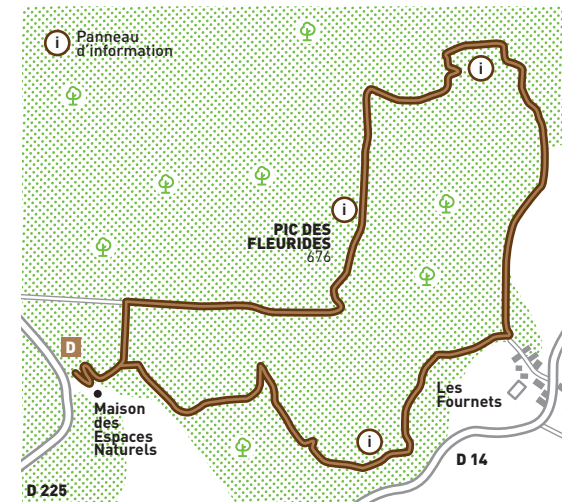 i
Panneau
d'information
i
i
PIC DES
FLEURIDES
676
D
Maison
des
Espaces
Naturels
Les
Fournets
i
D 14
D 225